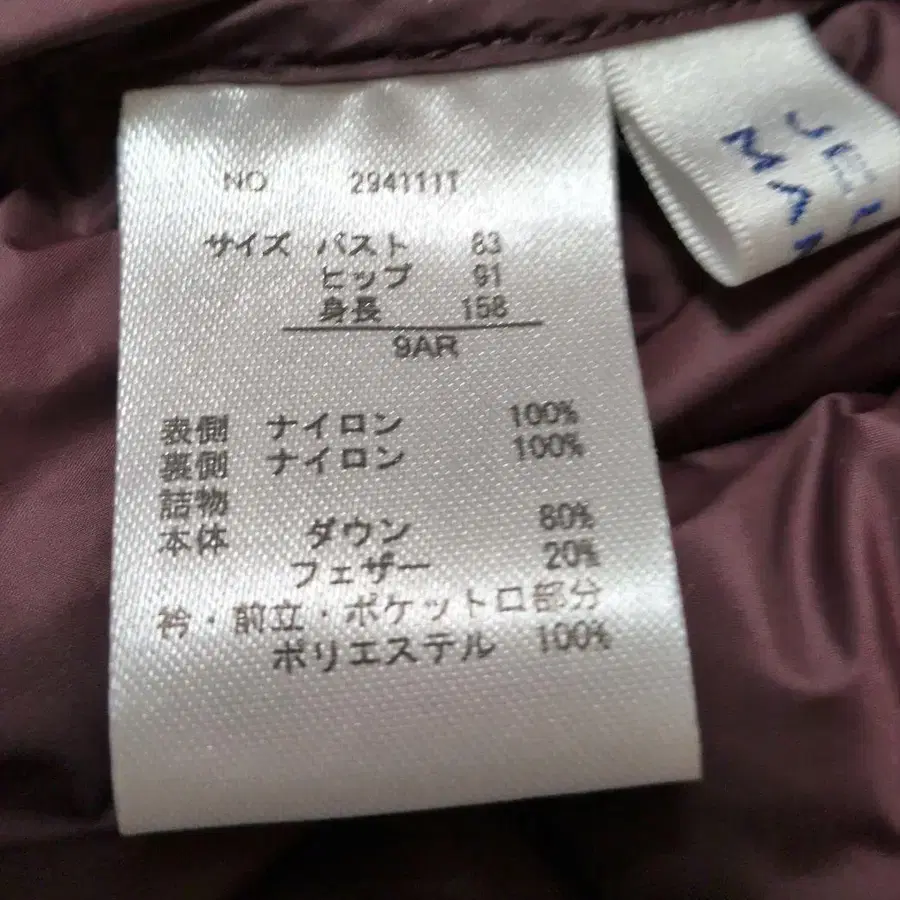 NO 294111T
サイズ バスト 83
ヒップ 91
身長 158
9AR
表側 ナイロン 100%
裏側 ナイロン 100%
詰物
本体 ダウン 80%
フェザー 20%
衿・前立・ポケット口部分
ポリエステル 100%